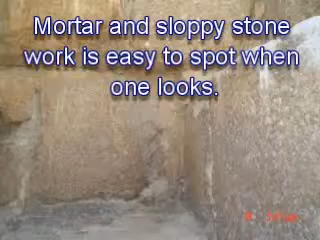 Mortar and sloppy stone
work is easy to spot when
one looks.